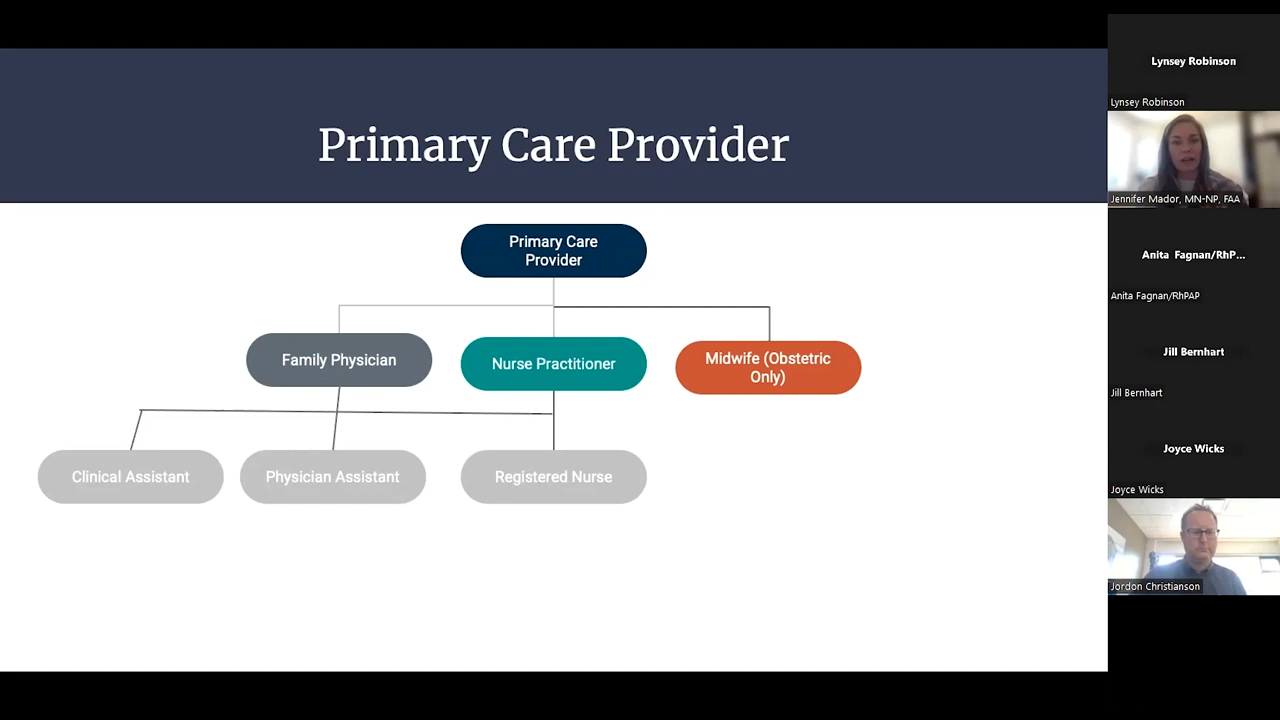 Primary Care Provider
Primary Care
Provider
Family Physician
Nurse Practitioner
Midwife (Obstetric
Only)
Clinical Assistant
Physician Assistant
Registered Nurse
Lynsey Robinson
Lynsey Robinson
Jennifer Mador, MN-NP, FAA
Anita Fagnan/RhP...
Anita Fagnan/RhPAP
Jill Bernhart
Jill Bernhart
Joyce Wicks
Joyce Wicks
Jordon Christianson